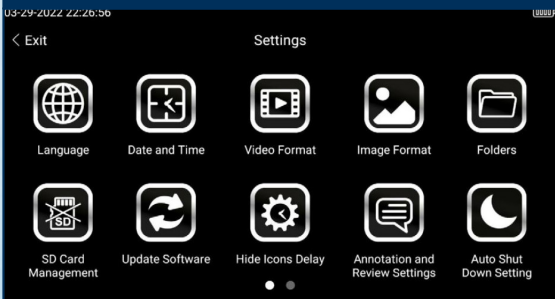 03-29-2022 22:26:56
< Exit
Settings
Language
Date and Time
Video Format
Image Format
Folders
SD
SD Card
Management
Update Software
Hide Icons Delay
Annotation and
Review Settings
Auto Shut
Down Setting